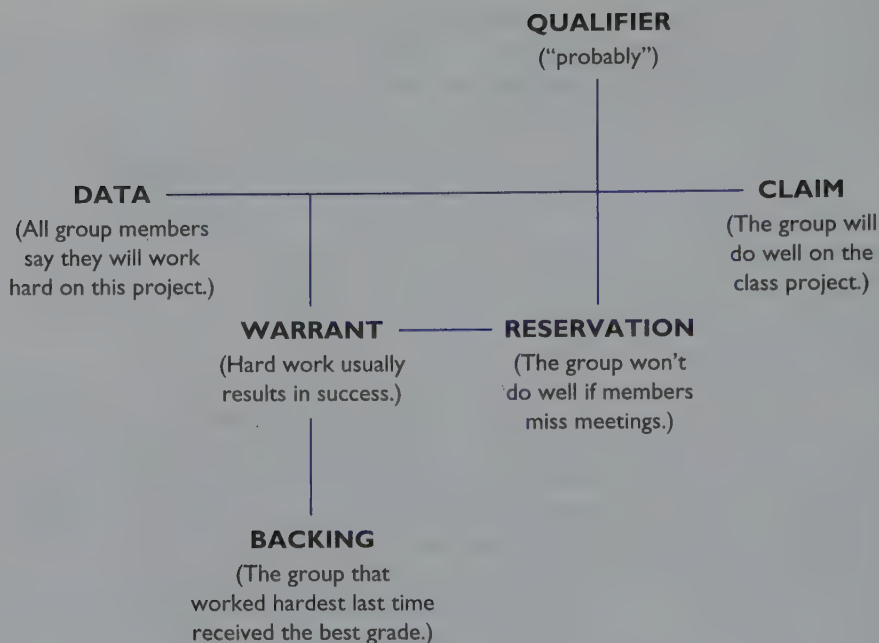 QUALIFIER
(“probably”)
DATA
(All group members
say they will work
hard on this project.)
CLAIM
(The group will
do well on the
class project.)
WARRANT
(Hard work usually
results in success.)
RESERVATION
(The group won't
do well if members
miss meetings.)
BACKING
(The group that
worked hardest last time
received the best grade.)